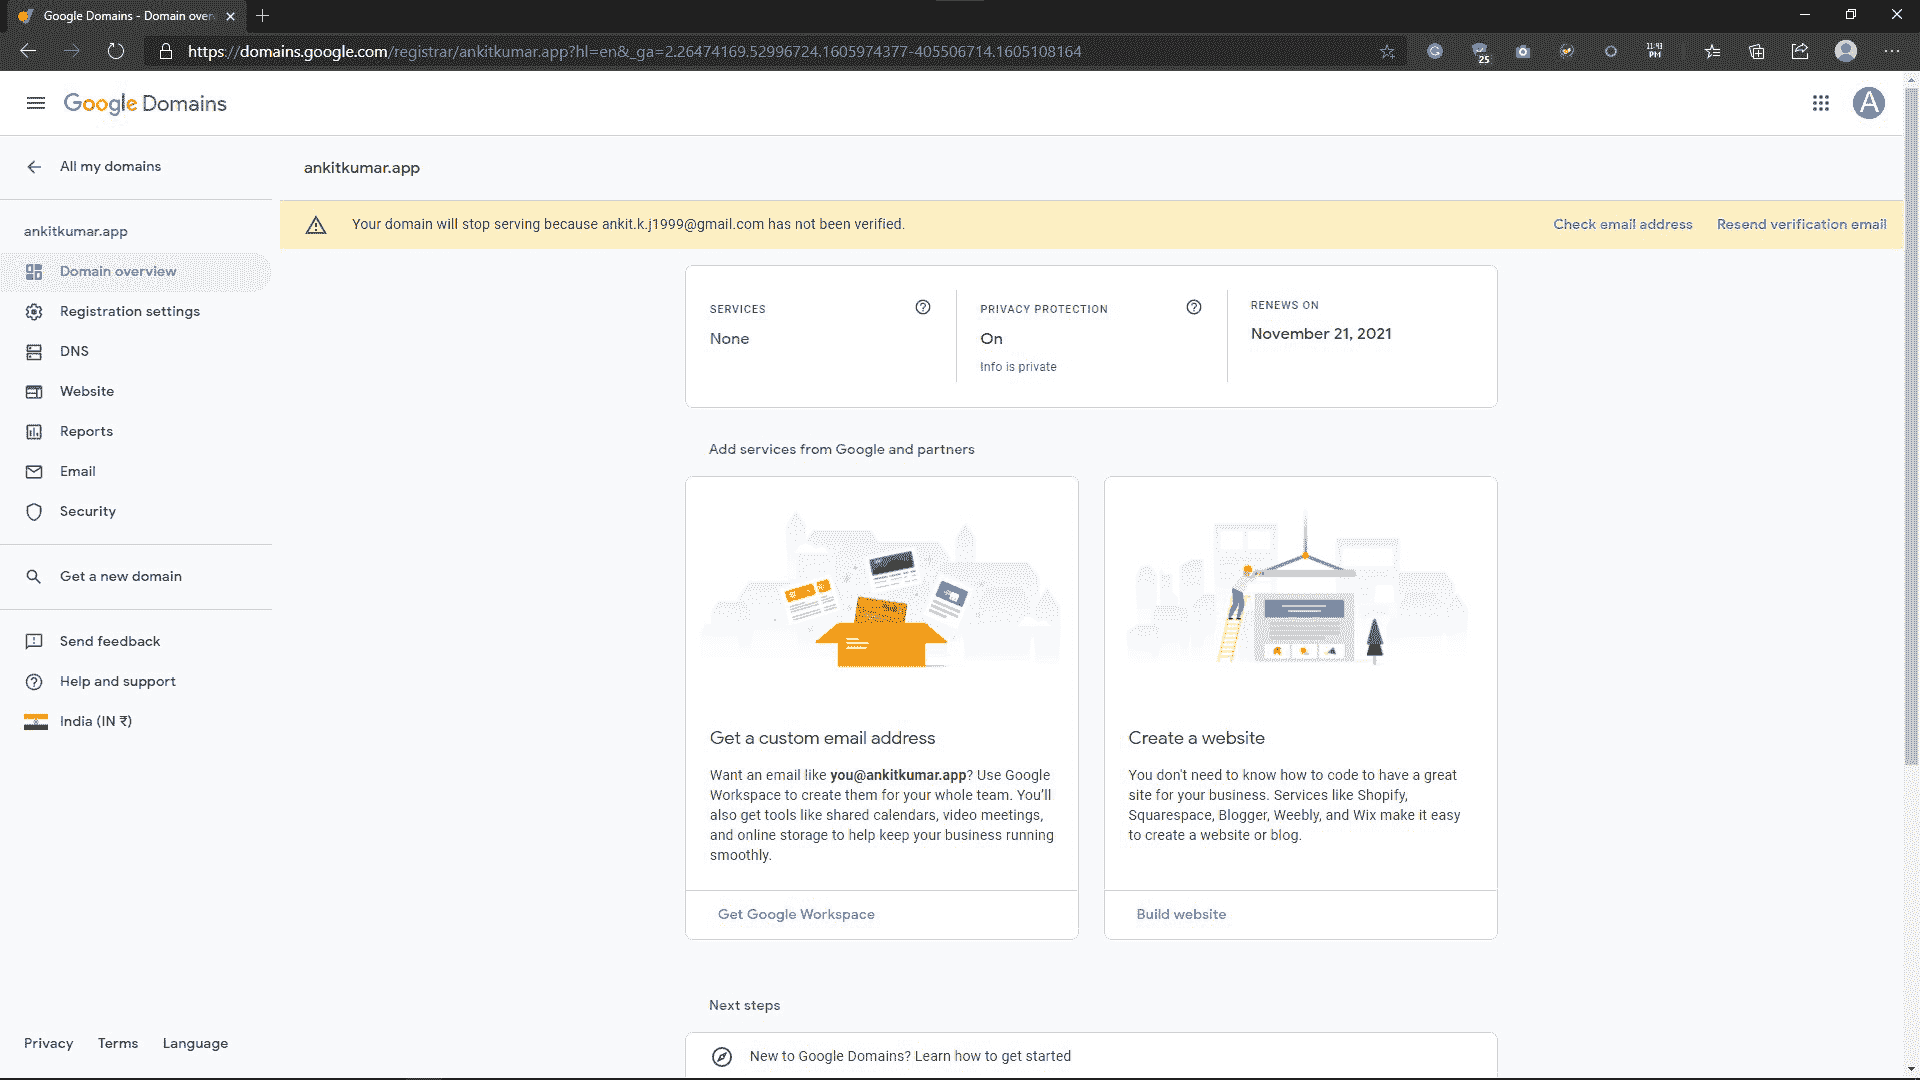 Google Domains - Domain over
https://domains.google.com/registrar/ankitkumar.app?hl=en&_ga=2.26474169.52996724.1605974377-405506714.1605108164
25
11:43
PM
Google Domains
A
All my domains
ankitkumar.app
ankitkumar.app
Your domain will stop serving because ankit.k.j1999@gmail.com has not been verified.
Check email address
Resend verification email
Domain overview
Registration settings
DNS
Website
Reports
Email
Security
Get a new domain
Send feedback
Help and support
India (IN ₹)
SERVICES
None
PRIVACY PROTECTION
On
Info is private
RENEWS ON
November 21, 2021
Add services from Google and partners
Get a custom email address
Want an email like you@ankitkumar.app? Use Google
Workspace to create them for your whole team. You’ll
also get tools like shared calendars, video meetings,
and online storage to help keep your business running
smoothly.
Get Google Workspace
Create a website
You don't need to know how to code to have a great
site for your business. Services like Shopify,
Squarespace, Blogger, Weebly, and Wix make it easy
to create a website or blog.
Build website
Next steps
New to Google Domains? Learn how to get started
Privacy
Terms
Language